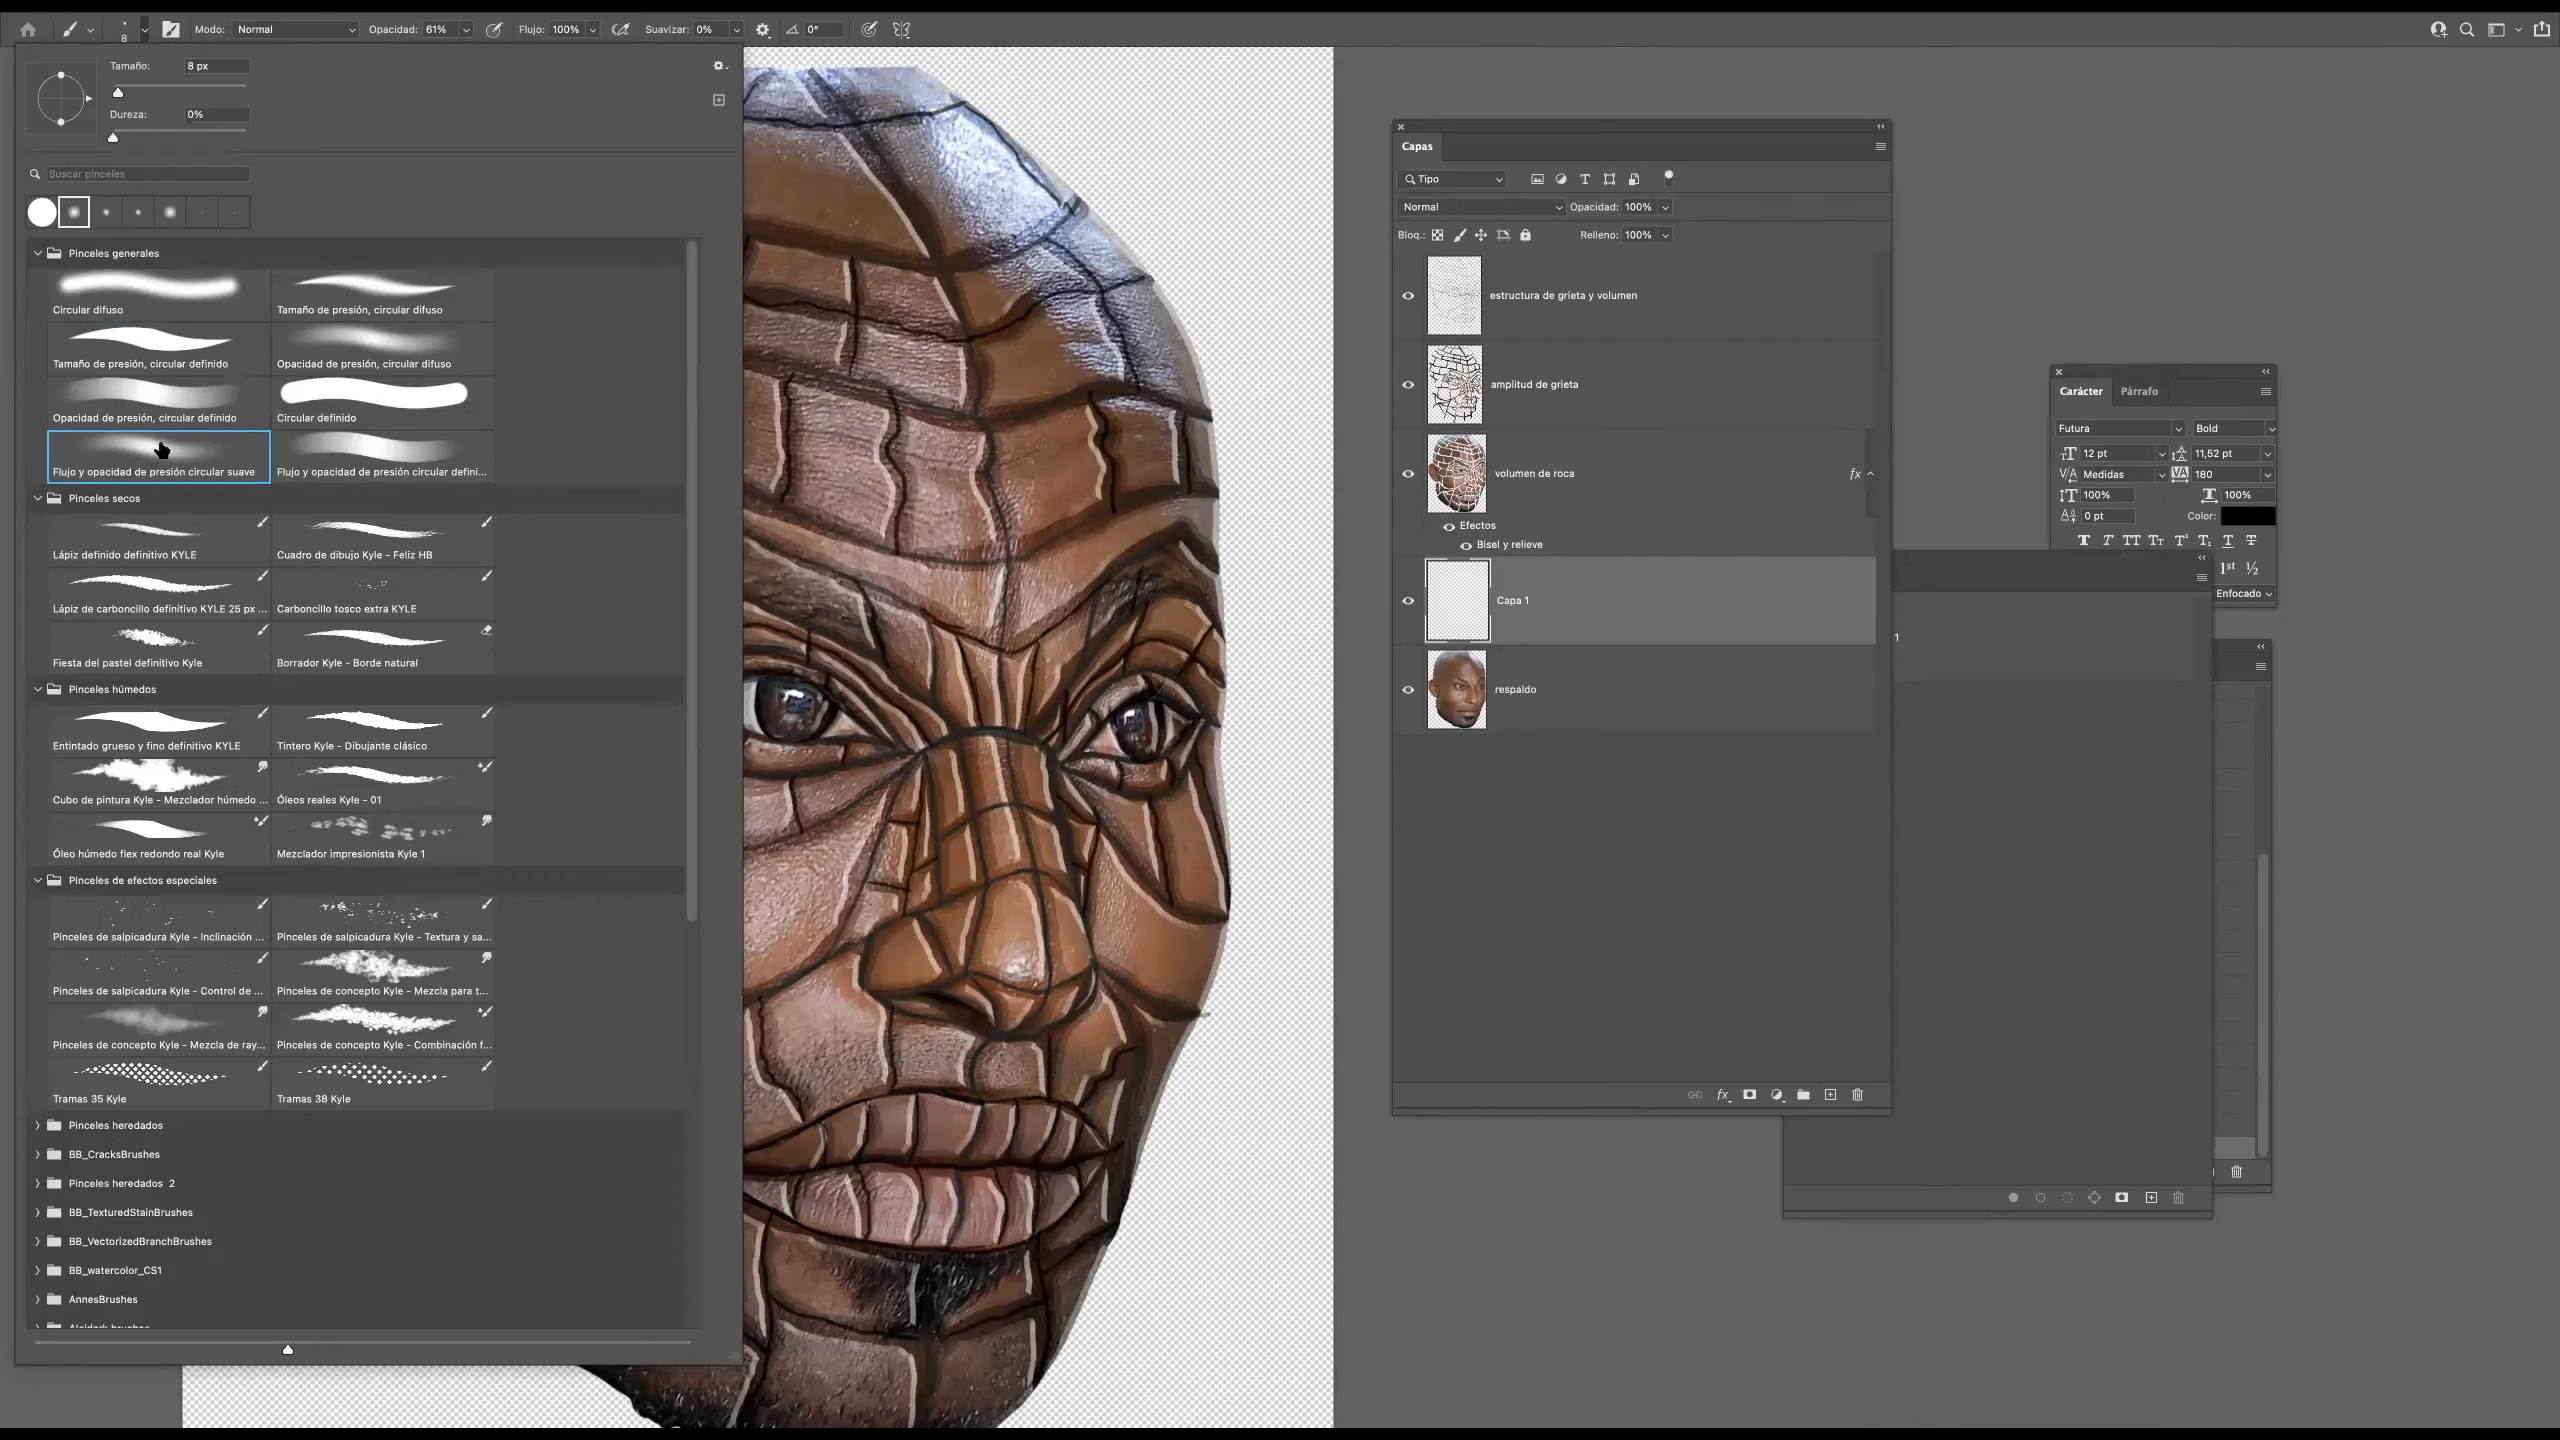 8
Modo: Normal
Opacidad: 61%
Flujo: 100%
Suavizar: 0%
0°
Tamaño: 8 px
Dureza: 0%
Buscar pinceles
Pinceles generales
Circular difuso
Tamaño de presión, circular difuso
Tamaño de presión, circular definido
Opacidad de presión, circular difuso
Opacidad de presión, circular definido
Circular definido
Flujo y opacidad de presión circular suave
Flujo y opacidad de presión circular defini...
Pinceles secos
Lápiz definido definitivo KYLE
Cuadro de dibujo Kyle - Feliz HB
Lápiz de carboncillo definitivo KYLE 25 px ...
Carboncillo tosco extra KYLE
Fiesta del pastel definitivo Kyle
Borrador Kyle - Borde natural
Pinceles húmedos
Entintado grueso y fino definitivo KYLE
Tintero Kyle - Dibujante clásico
Cubo de pintura Kyle - Mezclador húmedo ...
Óleos reales Kyle - 01
Óleo húmedo flex redondo real Kyle
Mezclador impresionista Kyle 1
Pinceles de efectos especiales
Pinceles de salpicadura Kyle - Inclinación ...
Pinceles de salpicadura Kyle - Textura y sa...
Pinceles de salpicadura Kyle - Control de ...
Pinceles de concepto Kyle - Mezcla para t...
Pinceles de concepto Kyle - Mezcla de ray...
Pinceles de concepto Kyle - Combinación f...
Tramas 35 Kyle
Tramas 38 Kyle
Pinceles heredados
BB_CracksBrushes
Pinceles heredados 2
BB_TexturedStainBrushes
BB_VectorizedBranchBrushes
BB_watercolor_CS1
AnnesBrushes
Capas
Tipo
Normal
Opacidad: 100%
Bloq.:
Relleno: 100%
estructura de grieta y volumen
amplitud de grieta
volumen de roca
fx
Efectos
Bisel y relieve
Capa 1
respaldo
fx
1
Carácter Párrafo
Futura Bold
12 pt 11,52 pt
Medidas 180
100% 100%
0 pt Color:
T T TT Tт T¹ T₁ T T
1st ½
Enfocado